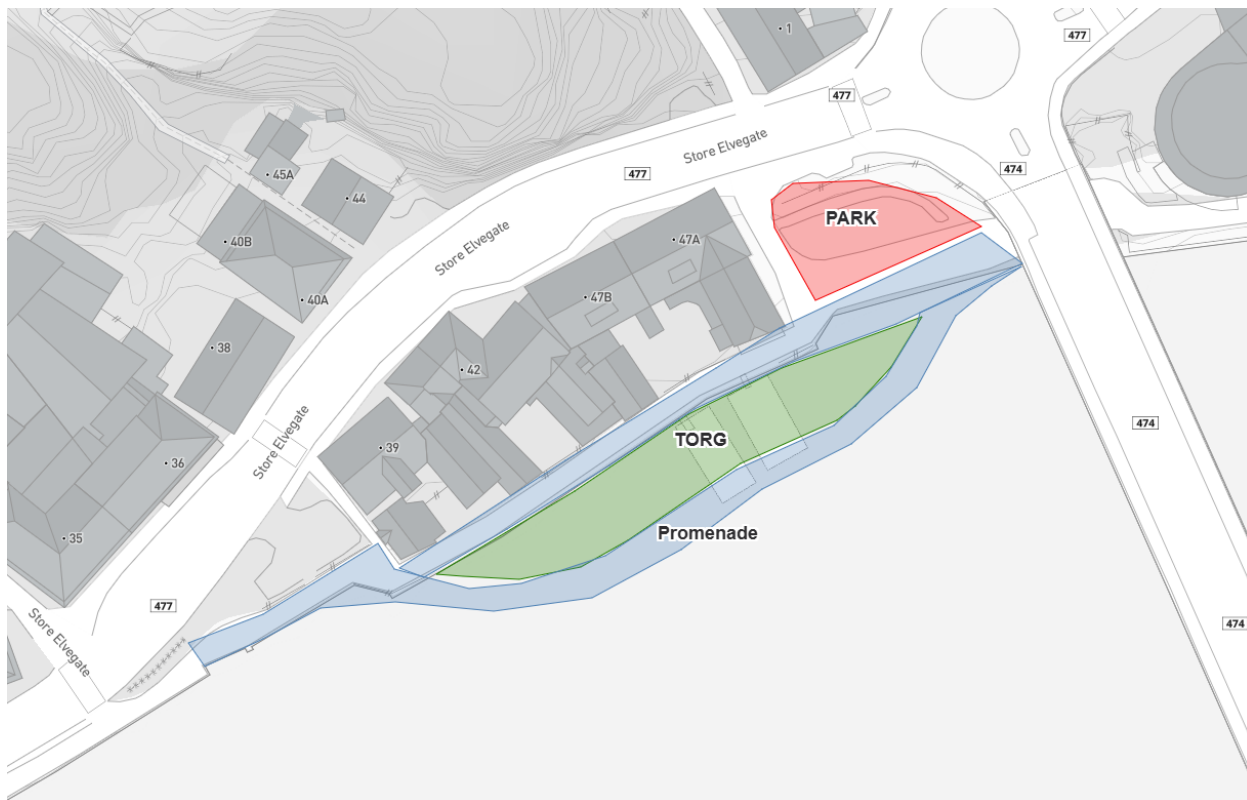 1
477
477
Store Elvegate
45A
477
474
44
PARK
40B
Store Elvegate
47A
40A
47B
38
42
474
TORG
Store Elvegate
39
36
Promenade
35
477
474
Store Elvegate